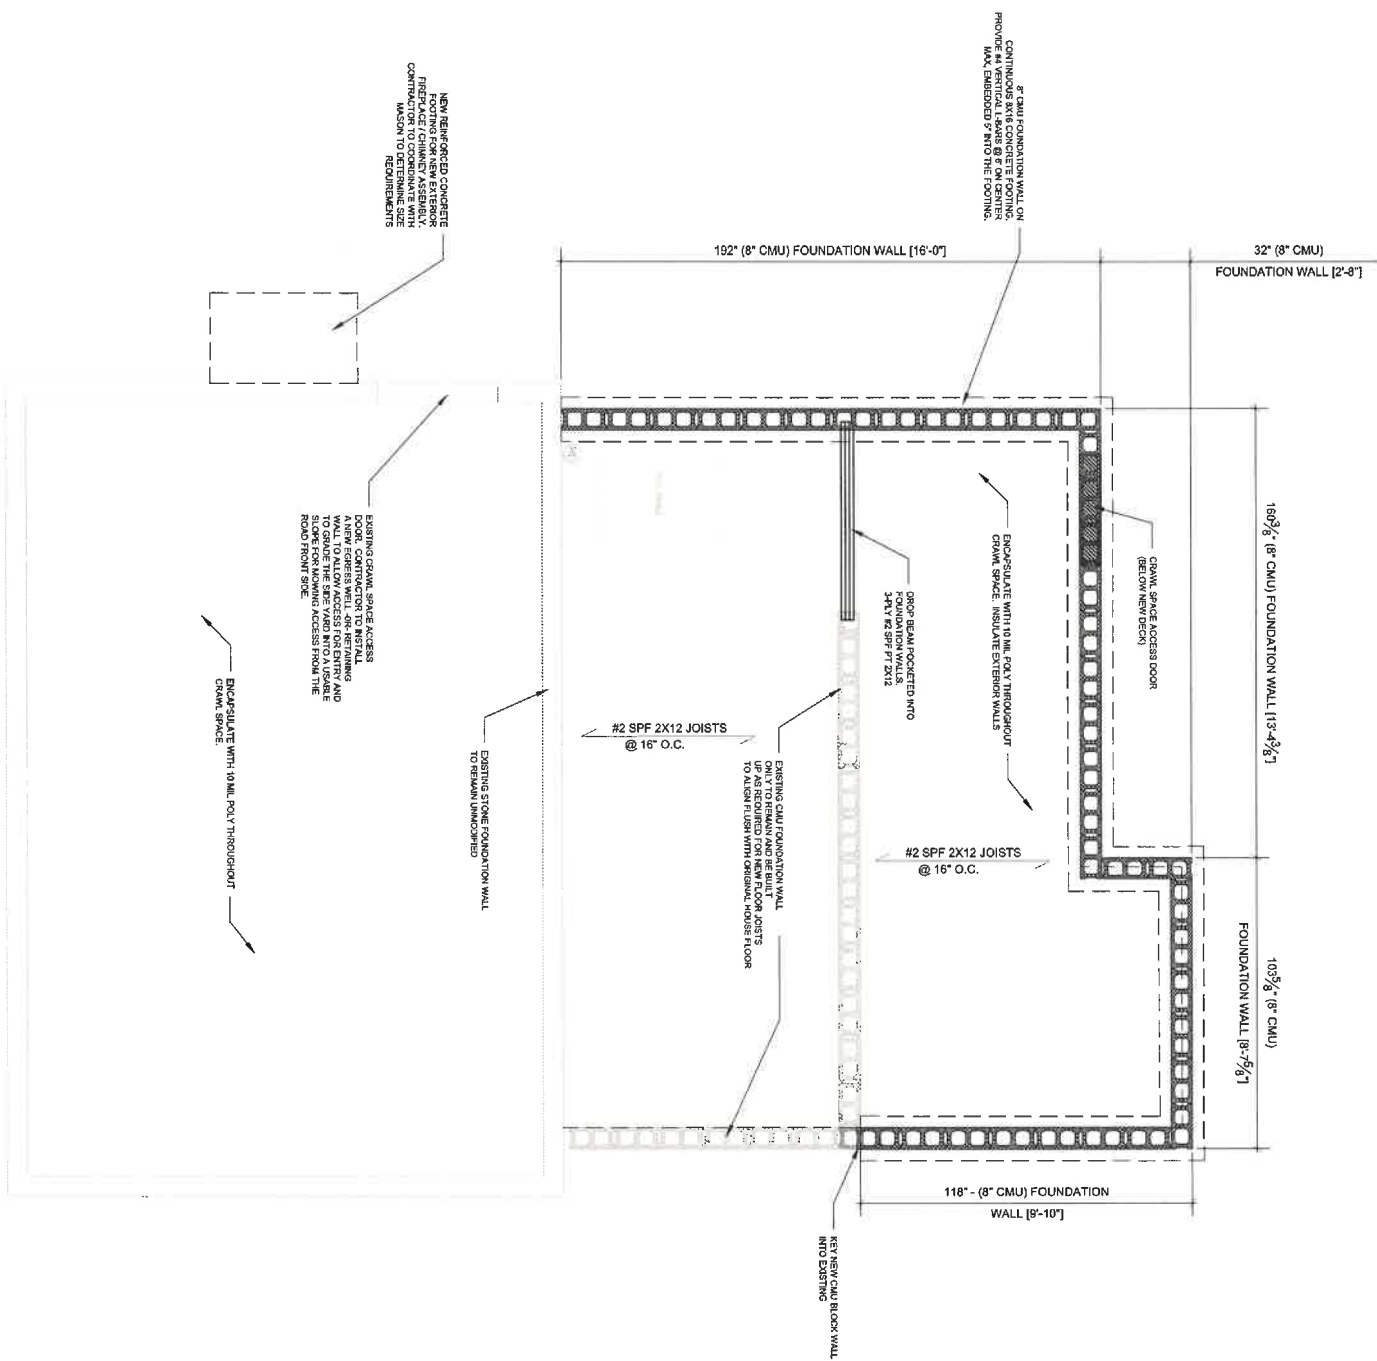 8" CMU FOUNDATION WALL ON
CONTINUOUS 8X16 CONCRETE FOOTING.
PROVIDE #4 VERTICAL L-BARS @ 6' ON CENTER
MAX, EMBEDDED 5" INTO THE FOOTING.
NEW REINFORCED CONCRETE
FOOTING FOR NEW EXTERIOR
FIREPLACE / CHIMNEY ASSEMBLY.
CONTRACTOR TO COORDINATE WITH
MASON TO DETERMINE SIZE
REQUIREMENTS
192" (8" CMU) FOUNDATION WALL [16'-0"]
32" (8" CMU)
FOUNDATION WALL [2'-8"]
160⅜" (8" CMU) FOUNDATION WALL [13'-4⅜"]
103⅝" (8" CMU)
FOUNDATION WALL [8'-7⅝"]
CRAWL SPACE ACCESS DOOR
(BELOW NEW DECK)
ENCAPSULATE WITH 10 MIL POLY THROUGHOUT
CRAWL SPACE. INSULATE EXTERIOR WALLS
DROP BEAM POCKETED INTO
FOUNDATION WALLS.
3-PLY #2 SPF PT 2X12
EXISTING CRAWL SPACE ACCESS
DOOR. CONTRACTOR TO INSTALL
A NEW EGRESS WELL -OR- RETAINING
WALL TO ALLOW ACCESS FOR ENTRY AND
TO GRADE THE SIDE YARD INTO A USABLE
SLOPE FOR MOWING ACCESS FROM THE
ROAD FRONT SIDE.
ENCAPSULATE WITH 10 MIL POLY THROUGHOUT
CRAWL SPACE.
EXISTING STONE FOUNDATION WALL
TO REMAIN UNMODIFIED
#2 SPF 2X12 JOISTS
@ 16" O.C.
EXISTING CMU FOUNDATION WALL
ONLY TO REMAIN AND BE BUILT
UP AS REQUIRED FOR NEW FLOOR JOISTS
TO ALIGN FLUSH WITH ORIGINAL HOUSE FLOOR
#2 SPF 2X12 JOISTS
@ 16" O.C.
118" - (8" CMU) FOUNDATION
WALL [9'-10"]
KEY NEW CMU BLOCK WALL
INTO EXISTING